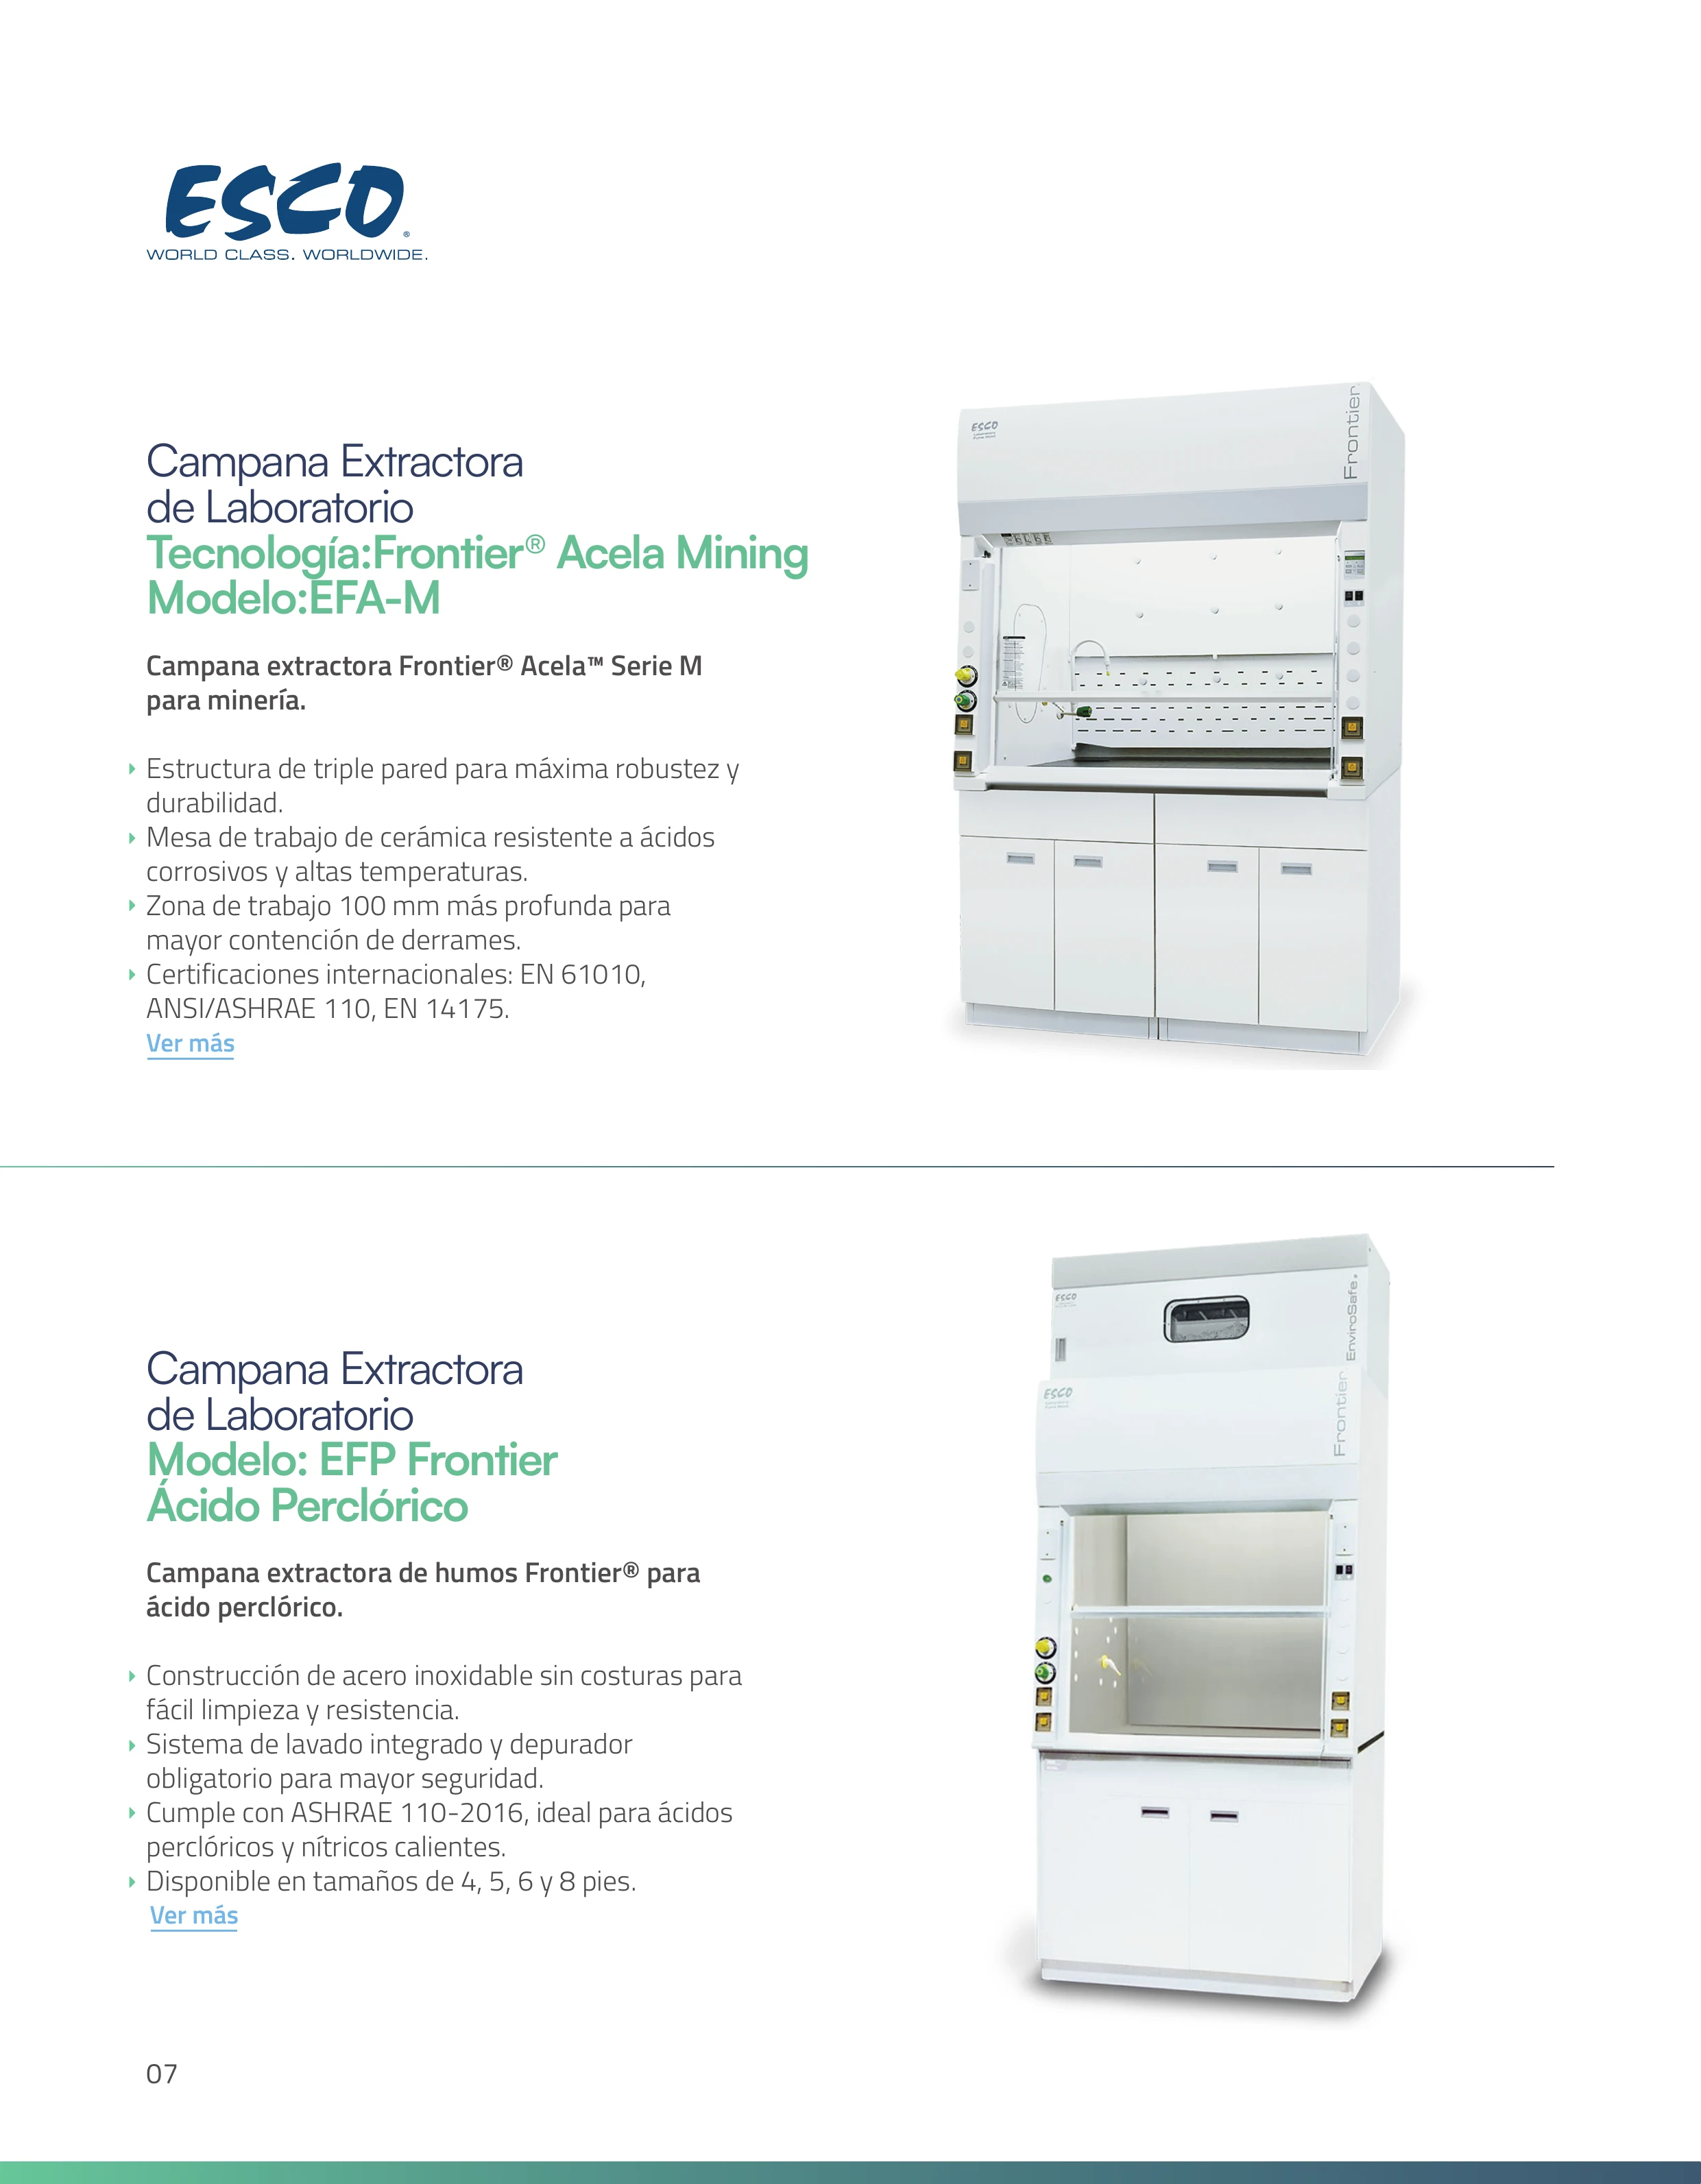 ESCO®
WORLD CLASS. WORLDWIDE.
Campana Extractora
de Laboratorio
Tecnología:Frontier® Acela Mining
Modelo:EFA-M
Campana extractora Frontier® Acela™ Serie M
para minería.
Estructura de triple pared para máxima robustez y
durabilidad.
Mesa de trabajo de cerámica resistente a ácidos
corrosivos y altas temperaturas.
Zona de trabajo 100 mm más profunda para
mayor contención de derrames.
Certificaciones internacionales: EN 61010,
ANSI/ASHRAE 110, EN 14175.
Ver más
ESCO
Frontier
Campana Extractora
de Laboratorio
Modelo: EFP Frontier
Ácido Perclórico
Campana extractora de humos Frontier® para
ácido perclórico.
Construcción de acero inoxidable sin costuras para
fácil limpieza y resistencia.
Sistema de lavado integrado y depurador
obligatorio para mayor seguridad.
Cumple con ASHRAE 110-2016, ideal para ácidos
perclóricos y nítricos calientes.
Disponible en tamaños de 4, 5, 6 y 8 pies.
Ver más
ESCO
EnviroSafe
ESCO
Frontier
07